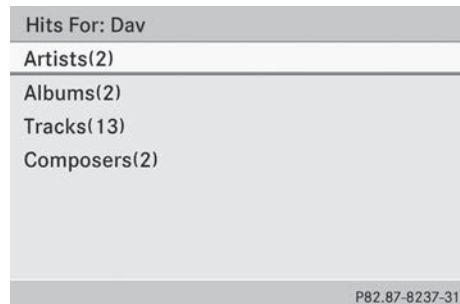 Hits For: Dav
Artists(2)
Albums(2)
Tracks(13)
Composers(2)
P82.87-8237-31